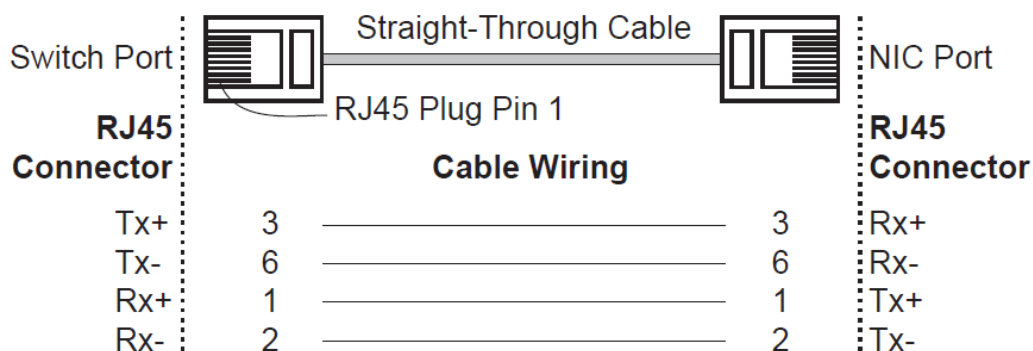 Straight-Through Cable
Switch Port NIC Port
RJ45 Plug Pin 1
RJ45 Connector Cable Wiring RJ45 Connector
Tx+ 3 3 Rx+
Tx- 6 6 Rx-
Rx+ 1 1 Tx+
Rx- 2 2 Tx-